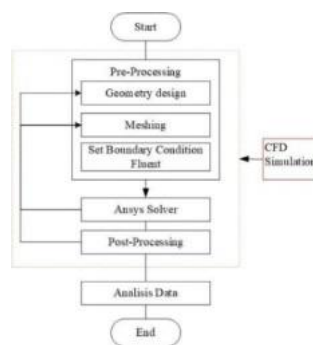 Start
Pre-Processing
Geometry design
Meshing
Set Boundary Condition
Fluent
CFD
Simulation
Ansys Solver
Post-Processing
Analisis Data
End